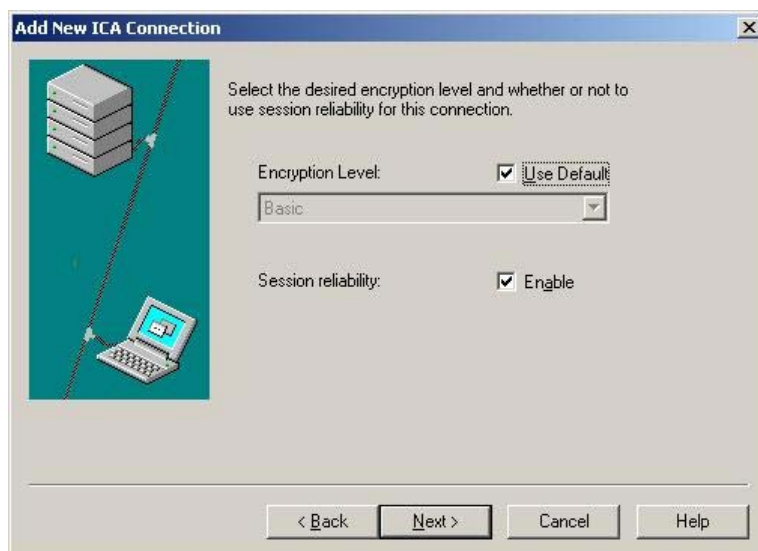 Add New ICA Connection
Select the desired encryption level and whether or not to
use session reliability for this connection.
Encryption Level:
Use Default
Basic
Session reliability:
Enable
< Back
Next >
Cancel
Help